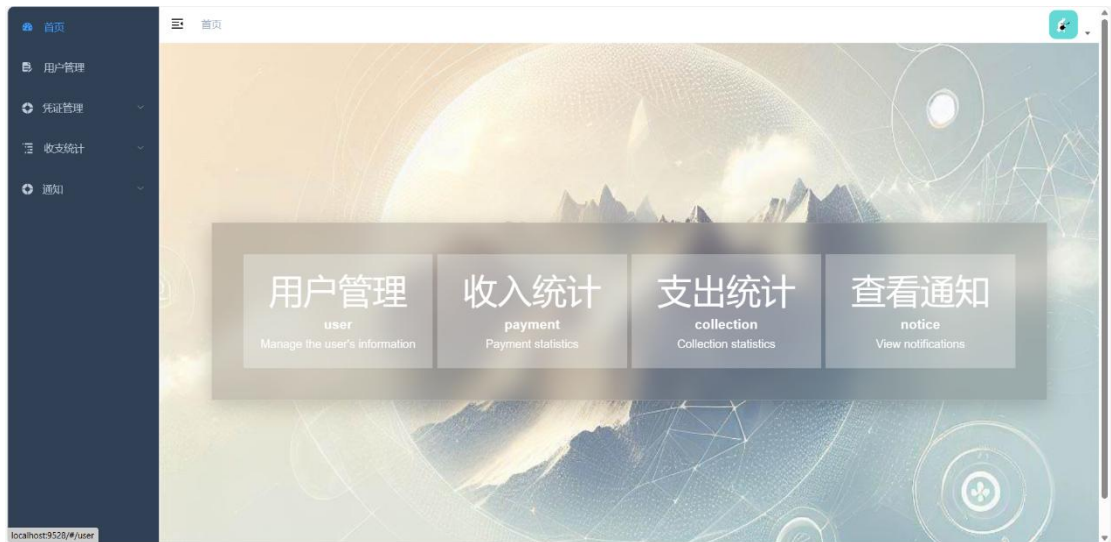 首页
用户管理
凭证管理
收支统计
通知
首页
用户管理
user
Manage the user's information
收入统计
payment
Payment statistics
支出统计
collection
Collection statistics
查看通知
notice
View notifications
localhost:9528/#/user